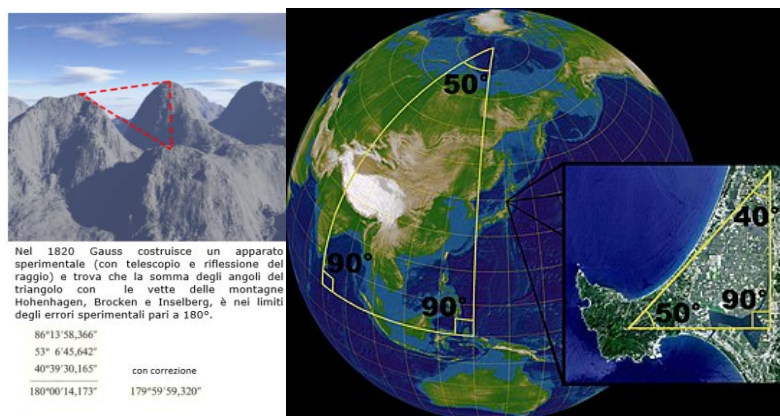 Nel 1820 Gauss costruisce un apparato
sperimentale (con telescopio e riflessione del
raggio) e trova che la somma degli angoli del
triangolo con le vette delle montagne
Hohenhagen, Brocken e Inselberg, è nei limiti
degli errori sperimentali pari a 180°.
86°13'58,366"
53° 6'45,642"
40°39'30,165" con correzione
180°00'14,173" 179°59'59,320"
50°
90°
90°
40°
50°
90°